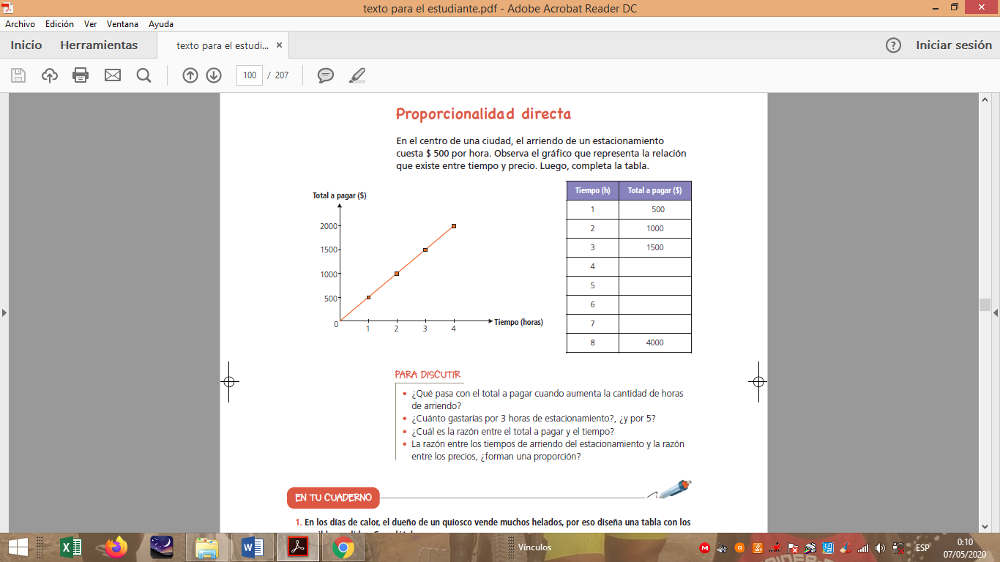 texto para el estudiante.pdf - Adobe Acrobat Reader DC
Archivo Edición Ver Ventana Ayuda
Inicio Herramientas texto para el estudi... × ? Iniciar sesión
100 / 207
Proporcionalidad directa
En el centro de una ciudad, el arriendo de un estacionamiento
cuesta $ 500 por hora. Observa el gráfico que representa la relación
que existe entre tiempo y precio. Luego, completa la tabla.
Total a pagar ($)
2000
1500
1000
500
0
1 2 3 4
Tiempo (horas)
Tiempo (h) Total a pagar ($)
1 500
2 1000
3 1500
4
5
6
7
8 4000
PARA DISCUTIR
• ¿Qué pasa con el total a pagar cuando aumenta la cantidad de horas
de arriendo?
• ¿Cuánto gastarías por 3 horas de estacionamiento?, ¿y por 5?
• ¿Cuál es la razón entre el total a pagar y el tiempo?
• La razón entre los tiempos de arriendo del estacionamiento y la razón
entre los precios, ¿forman una proporción?
EN TU CUADERNO
1. En los días de calor, el dueño de un quiosco vende muchos helados, por eso diseña una tabla con los
Vínculos
ESP
0:10
07/05/2020